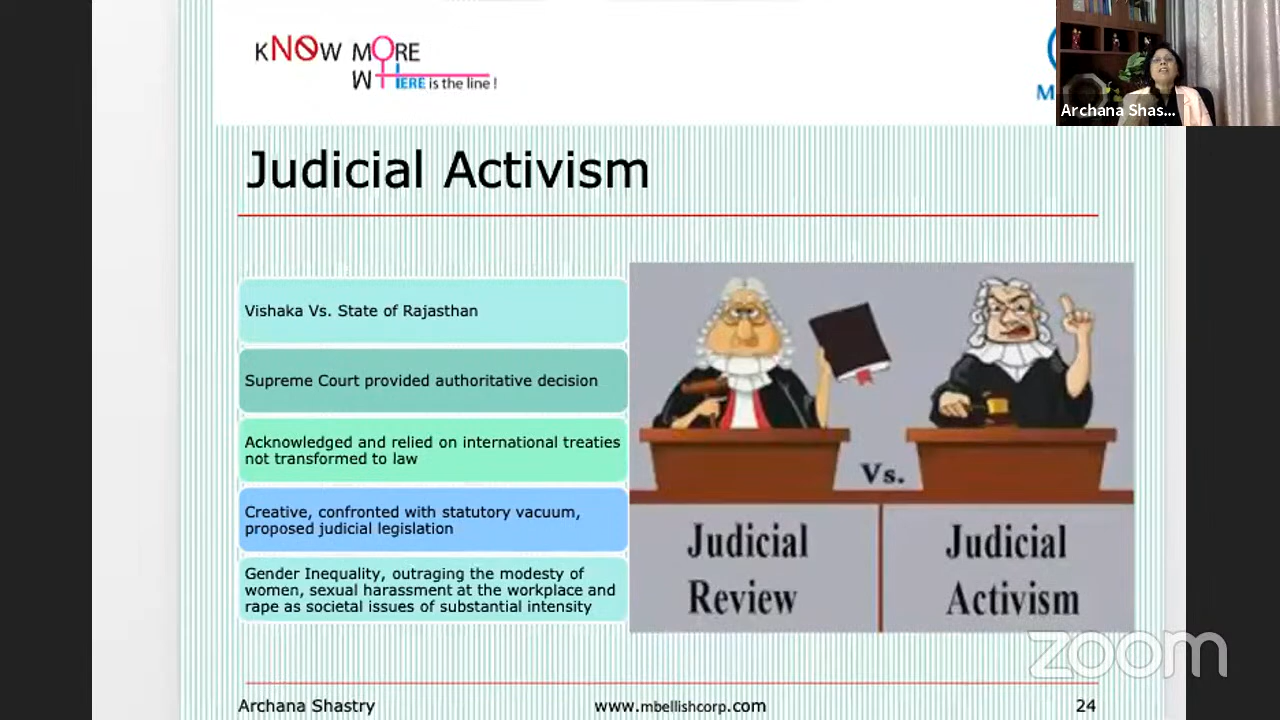 KNOW MORE
WHERE is the line !
M
Archana Shas...
Judicial Activism
Vishaka Vs. State of Rajasthan
Supreme Court provided authoritative decision
Acknowledged and relied on international treaties
not transformed to law
Creative, confronted with statutory vacuum,
proposed judicial legislation
Gender Inequality, outraging the modesty of
women, sexual harassment at the workplace and
rape as societal issues of substantial intensity
Vs.
Judicial
Review
Judicial
Activism
zoom
Archana Shastry
www.mbellishcorp.com
24